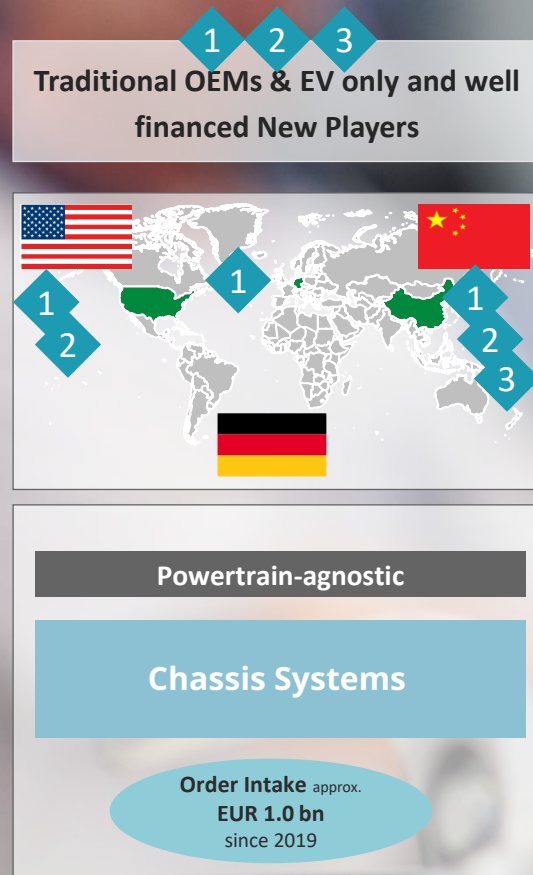 1 2 3
Traditional OEMs & EV only and well
financed New Players
1
2
1
1
2
3
Powertrain-agnostic
Chassis Systems
Order Intake approx.
EUR 1.0 bn
since 2019